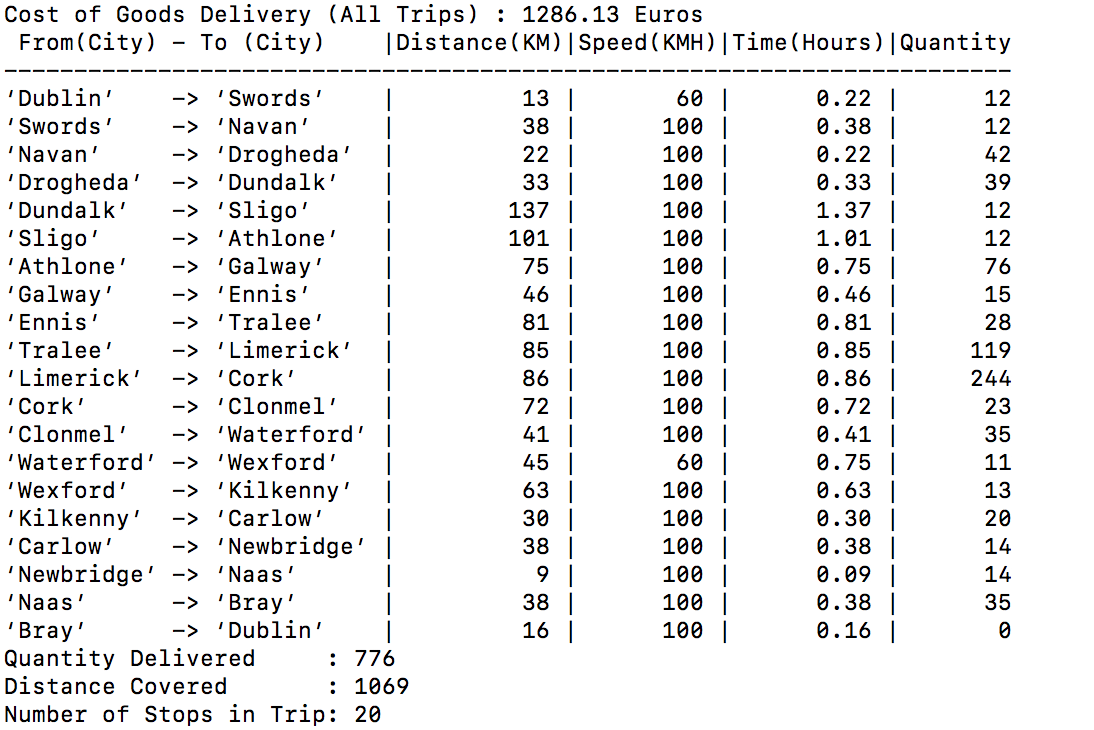 Cost of Goods Delivery (All Trips) : 1286.13 Euros
 From(City) – To (City)    |Distance(KM)|Speed(KMH)|Time(Hours)|Quantity
------------------------------------------------------------------------
‘Dublin’    –> ‘Swords’    |         13 |       60 |      0.22 |      12
‘Swords’    –> ‘Navan’     |         38 |      100 |      0.38 |      12
‘Navan’     –> ‘Drogheda’  |         22 |      100 |      0.22 |      42
‘Drogheda’  –> ‘Dundalk’   |         33 |      100 |      0.33 |      39
‘Dundalk’   –> ‘Sligo’     |        137 |      100 |      1.37 |      12
‘Sligo’     –> ‘Athlone’   |        101 |      100 |      1.01 |      12
‘Athlone’   –> ‘Galway’    |         75 |      100 |      0.75 |      76
‘Galway’    –> ‘Ennis’     |         46 |      100 |      0.46 |      15
‘Ennis’     –> ‘Tralee’    |         81 |      100 |      0.81 |      28
‘Tralee’    –> ‘Limerick’  |         85 |      100 |      0.85 |     119
‘Limerick’  –> ‘Cork’      |         86 |      100 |      0.86 |     244
‘Cork’      –> ‘Clonmel’   |         72 |      100 |      0.72 |      23
‘Clonmel’   –> ‘Waterford’ |         41 |      100 |      0.41 |      35
‘Waterford’ –> ‘Wexford’   |         45 |       60 |      0.75 |      11
‘Wexford’   –> ‘Kilkenny’  |         63 |      100 |      0.63 |      13
‘Kilkenny’  –> ‘Carlow’    |         30 |      100 |      0.30 |      20
‘Carlow’    –> ‘Newbridge’ |         38 |      100 |      0.38 |      14
‘Newbridge’ –> ‘Naas’      |          9 |      100 |      0.09 |      14
‘Naas’      –> ‘Bray’      |         38 |      100 |      0.38 |      35
‘Bray’      –> ‘Dublin’    |         16 |      100 |      0.16 |       0
Quantity Delivered     : 776
Distance Covered       : 1069
Number of Stops in Trip: 20